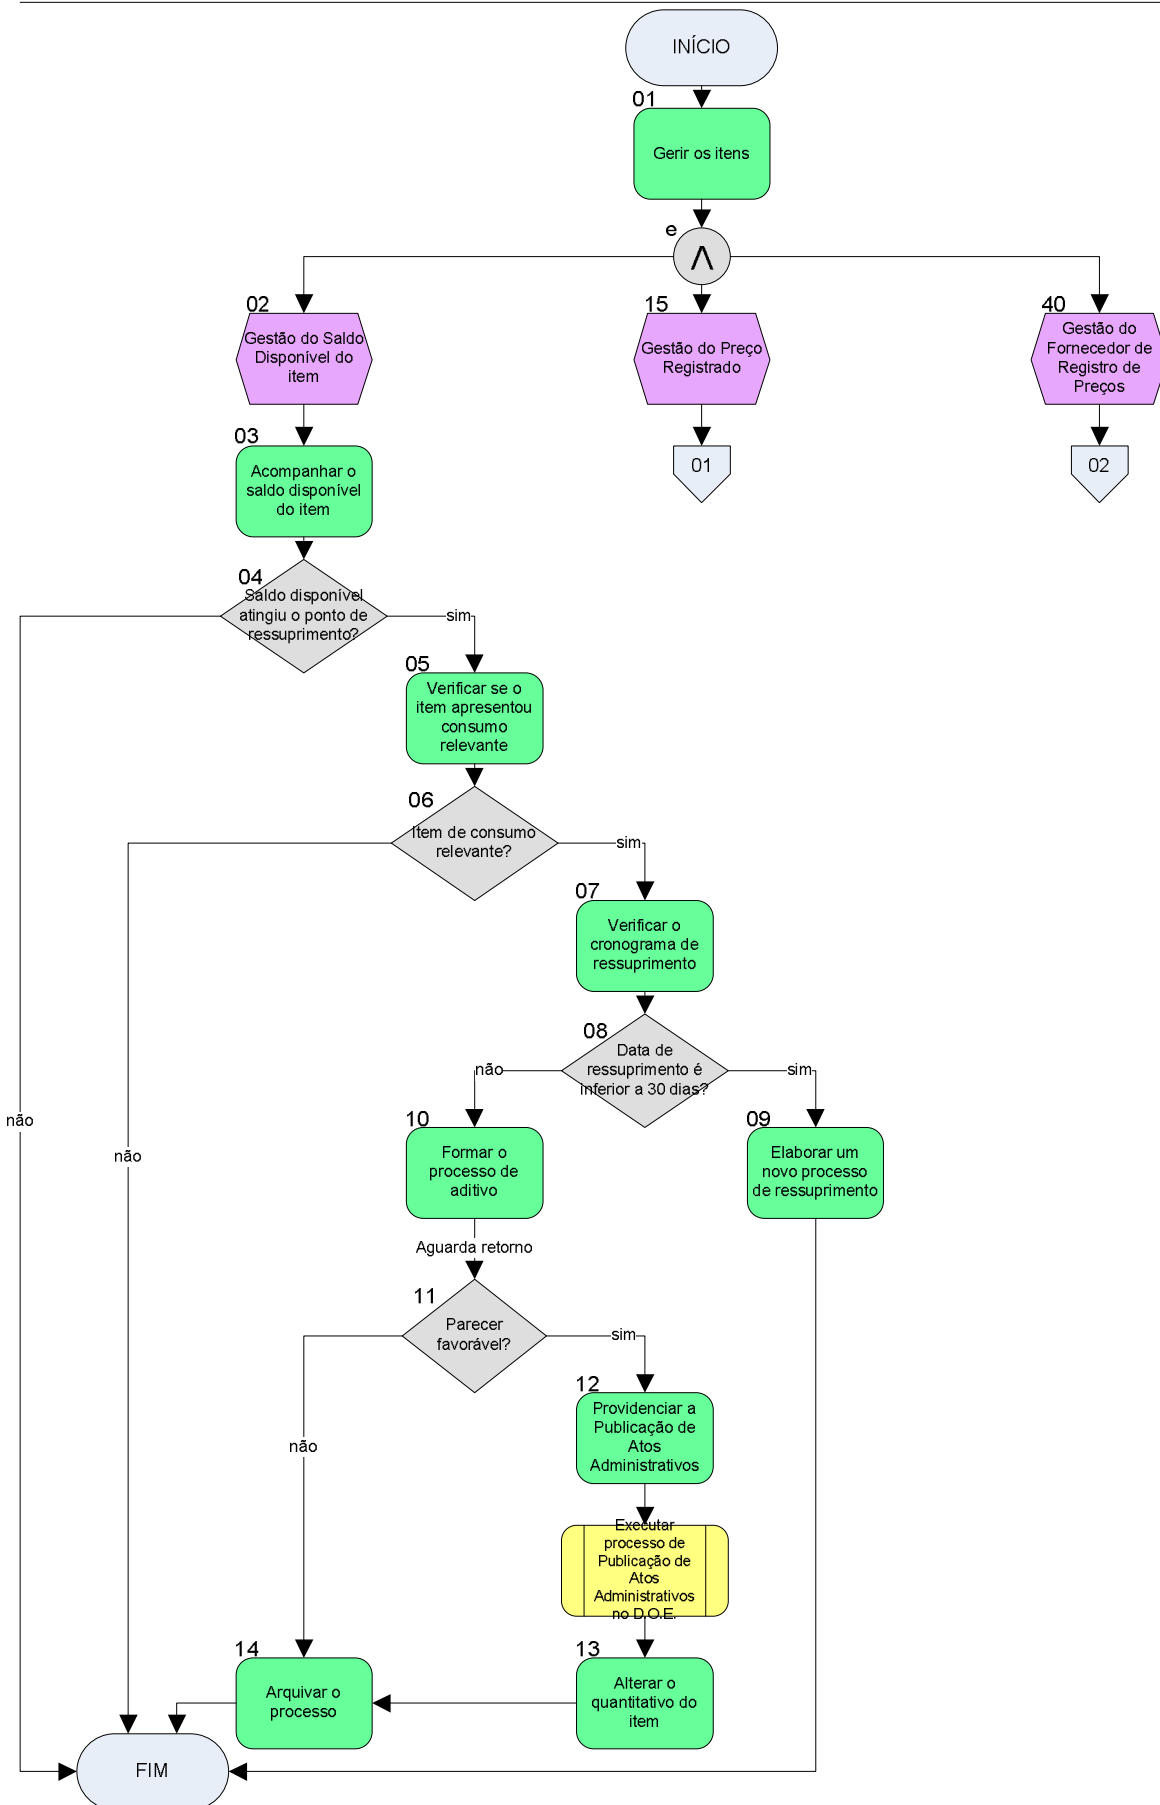 INÍCIO
01
Gerir os itens
e
Λ
02
Gestão do Saldo
Disponível do
item
15
Gestão do Preço
Registrado
40
Gestão do
Fornecedor de
Registro de
Preços
01
02
03
Acompanhar o
saldo disponível
do item
04
Saldo disponível
atingiu o ponto de
ressuprimento?
sim
05
Verificar se o
item apresentou
consumo
relevante
06
Item de consumo
relevante?
sim
07
Verificar o
cronograma de
ressuprimento
08
Data de
ressuprimento é
inferior a 30 dias?
não
sim
não
não
10
Formar o
processo de
aditivo
09
Elaborar um
novo processo
de ressuprimento
Aguarda retorno
11
Parecer
favorável?
sim
não
12
Providenciar a
Publicação de
Atos
Administrativos
Executar
processo de
Publicação de
Atos
Administrativos
no D.O.E.
14
Arquivar o
processo
13
Alterar o
quantitativo do
item
FIM